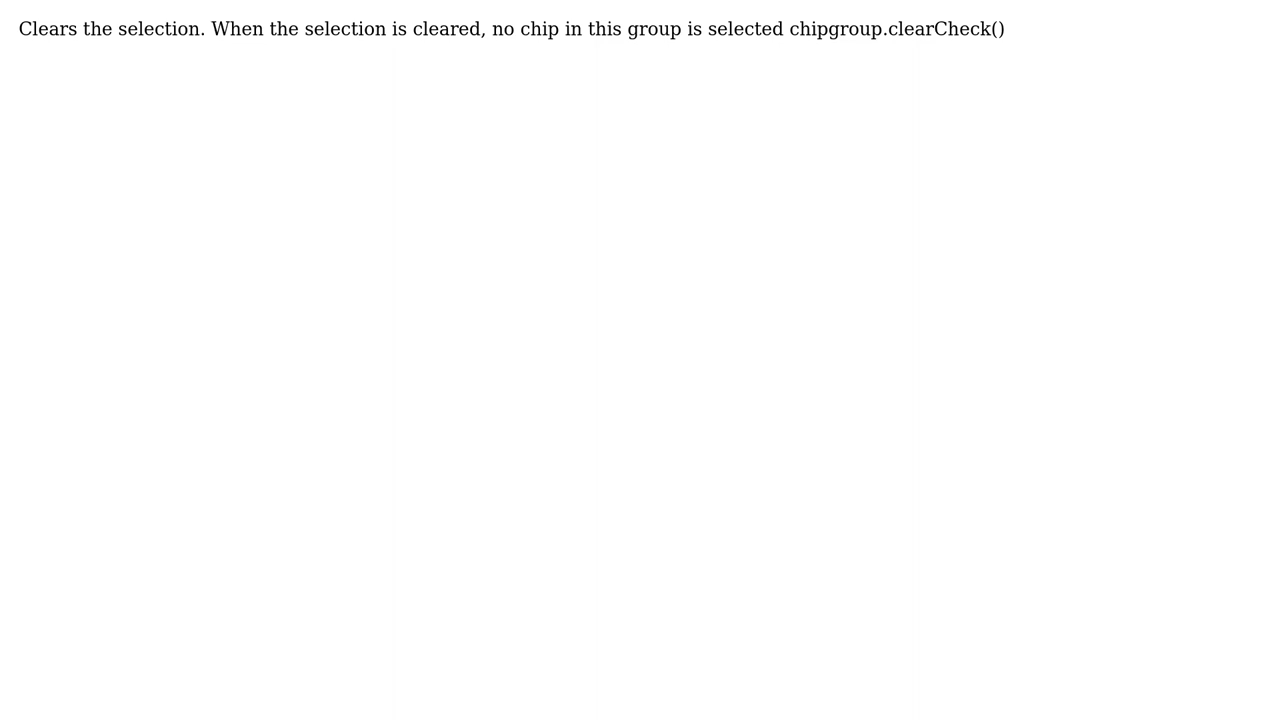 Clears the selection. When the selection is cleared, no chip in this group is selected chipgroup.clearCheck()